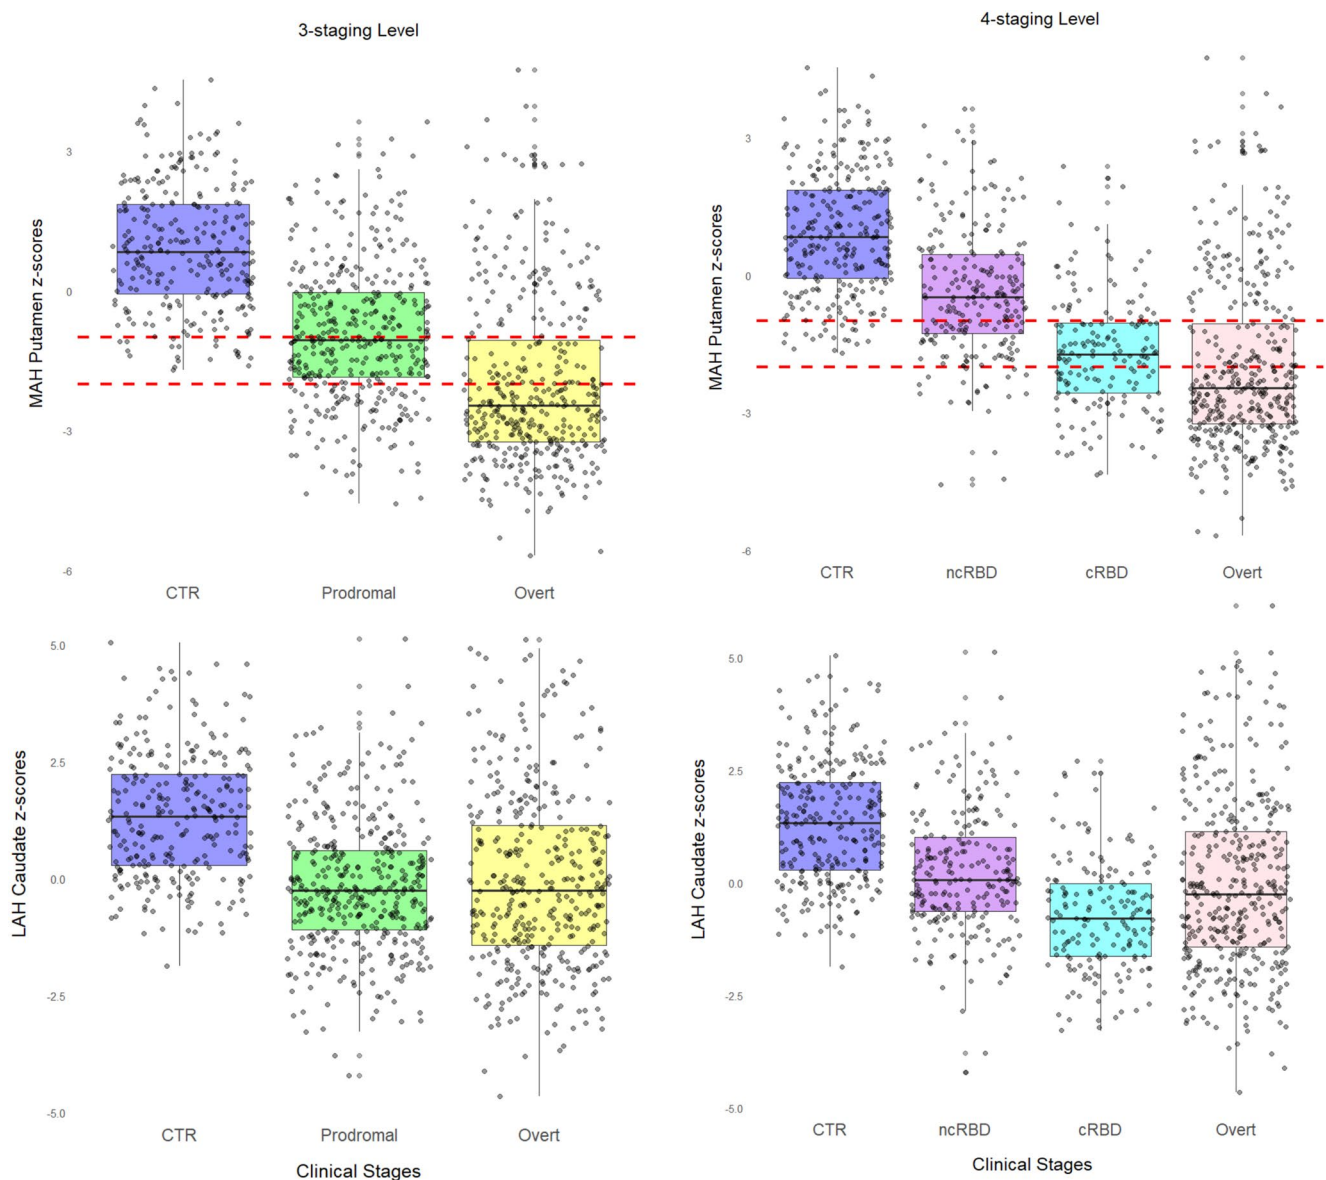 3-staging Level
4-staging Level
MAH Putamen z-scores
3
0
-3
-6
CTR
Prodromal
Overt
MAH Putamen z-scores
3
0
-3
-6
CTR
ncRBD
cRBD
Overt
LAH Caudate z-scores
5.0
2.5
0.0
-2.5
-5.0
CTR
Prodromal
Overt
Clinical Stages
LAH Caudate z-scores
5.0
2.5
0.0
-2.5
-5.0
CTR
ncRBD
cRBD
Overt
Clinical Stages